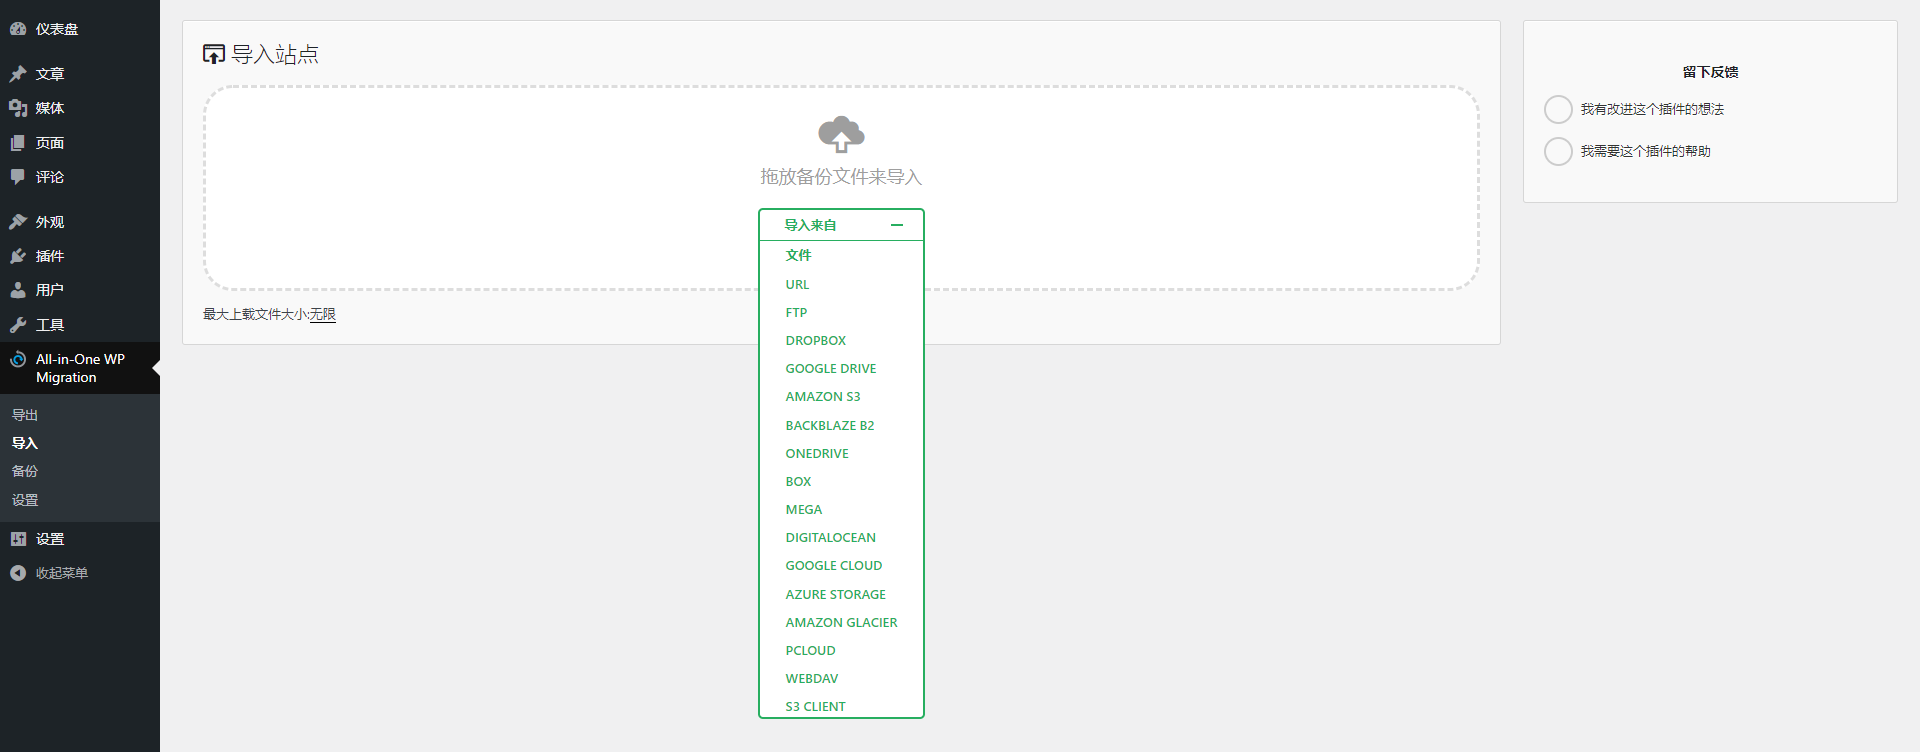 仪表盘
文章
媒体
页面
评论
外观
插件
用户
工具
All-in-One WP
Migration
导出
导入
备份
设置
设置
收起菜单
导入站点
拖放备份文件来导入
导入来自
文件
URL
FTP
DROPBOX
GOOGLE DRIVE
AMAZON S3
BACKBLAZE B2
ONEDRIVE
BOX
MEGA
DIGITALOCEAN
GOOGLE CLOUD
AZURE STORAGE
AMAZON GLACIER
PCLOUD
WEBDAV
S3 CLIENT
最大上载文件大小:无限
留下反馈
我有改进这个插件的想法
我需要这个插件的帮助